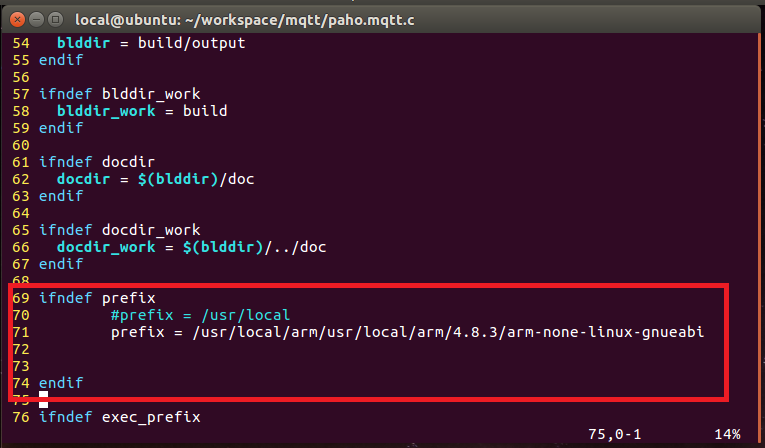 local@ubuntu: ~/workspace/mqtt/paho.mqtt.c
54   blddir = build/output
55 endif
56
57 ifndef blddir_work
58   blddir_work = build
59 endif
60
61 ifndef docdir
62   docdir = $(blddir)/doc
63 endif
64
65 ifndef docdir_work
66   docdir_work = $(blddir)/../doc
67 endif
68
69 ifndef prefix
70         #prefix = /usr/local
71         prefix = /usr/local/arm/usr/local/arm/4.8.3/arm-none-linux-gnueabi
72
73
74 endif
75
76 ifndef exec_prefix
75,0-1 14%